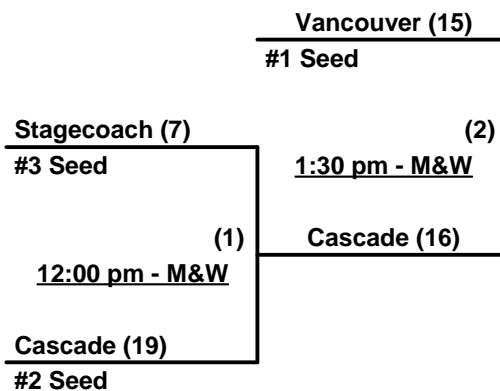 Vancouver (15)
#1 Seed
Stagecoach (7)
(2)
#3 Seed
1:30 pm - M&W
(1)
Cascade (16)
12:00 pm - M&W
Cascade (19)
#2 Seed